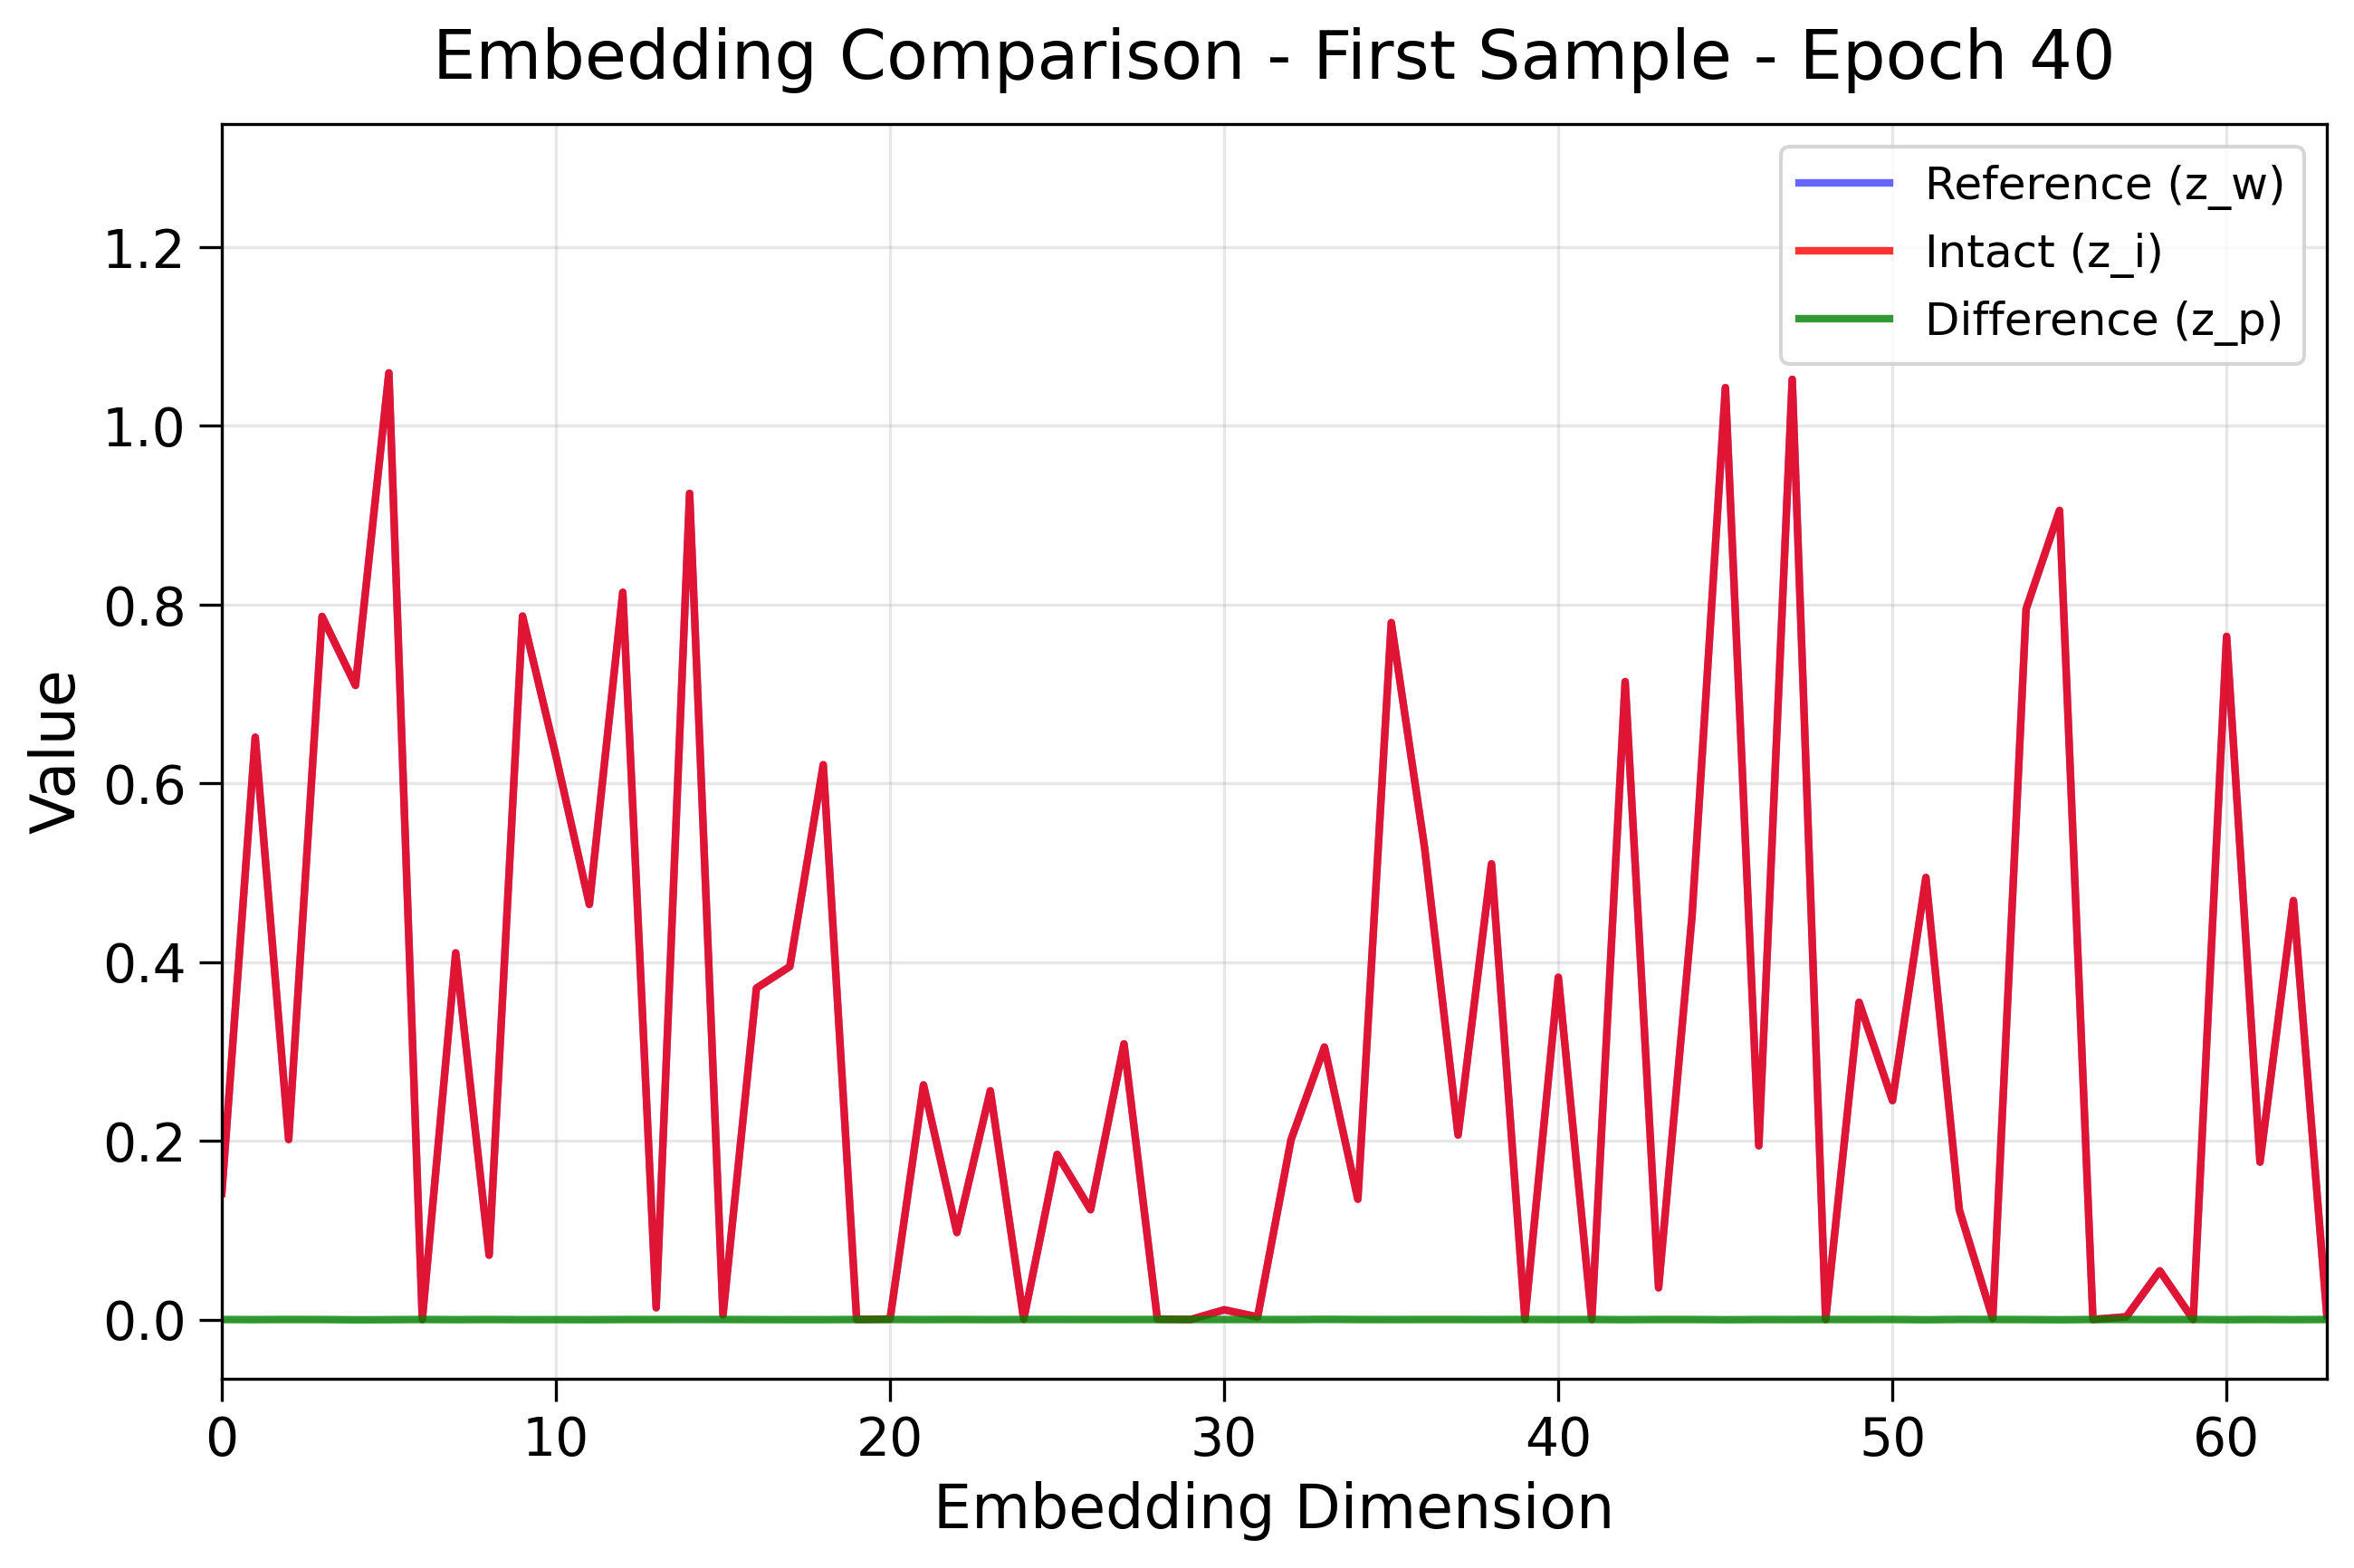 Embedding Comparison - First Sample - Epoch 40
Reference (z_w)
Intact (z_i)
Difference (z_p)
1.2
1.0
0.8
0.6
0.4
0.2
0.0
Value
0 10 20 30 40 50 60
Embedding Dimension